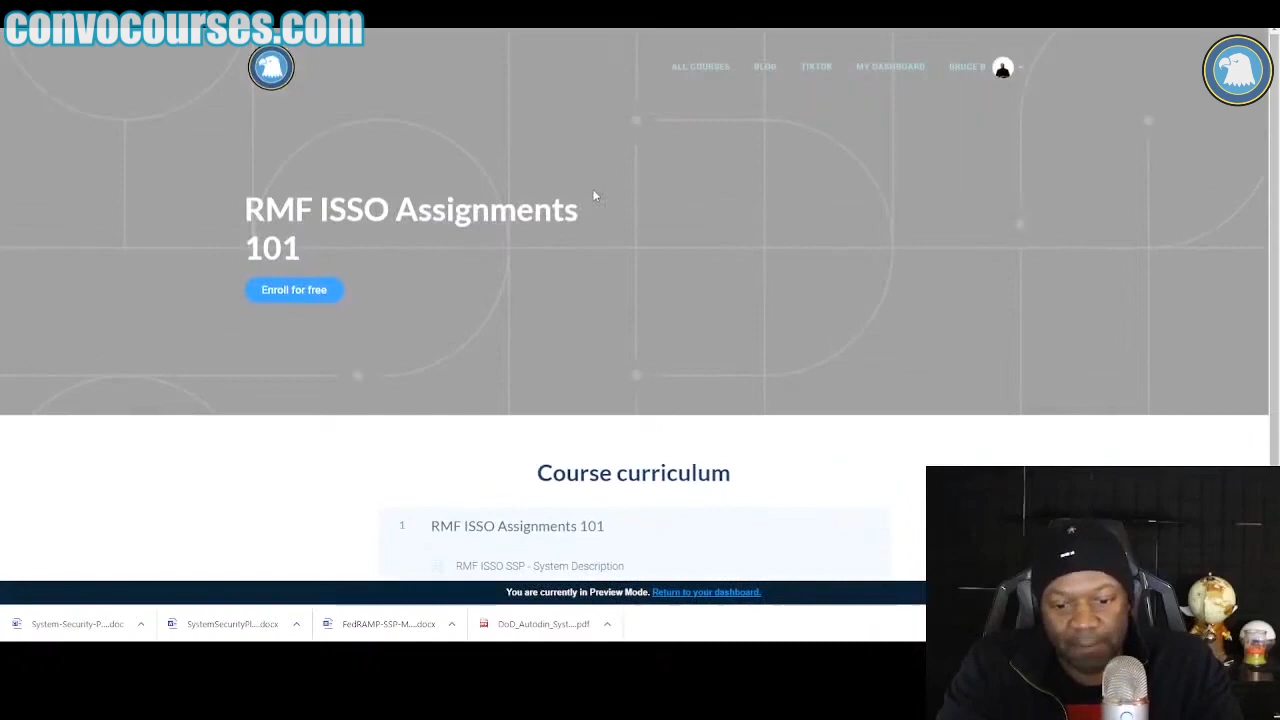 convocourses.com
ALL COURSES BLOG TIKTOK MY DASHBOARD BRUCE B
RMF ISSO Assignments
101
Enroll for free
Course curriculum
1 RMF ISSO Assignments 101
RMF ISSO SSP - System Description
You are currently in Preview Mode. Return to your dashboard.
System-Security-P....doc SystemSecurityPl....docx FedRAMP-SSP-M....docx DoD_Autodin_Syst....pdf